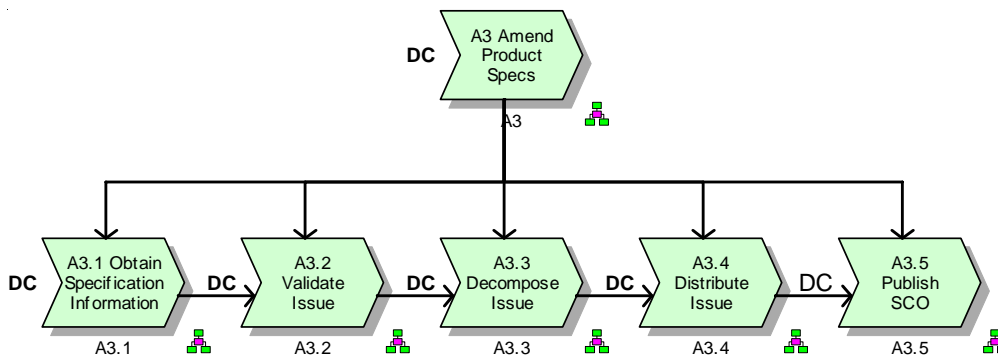 A3 Amend
Product
Specs
DC
A3
A3.1 Obtain
Specification
Information
DC
A3.1
A3.2
Validate
Issue
DC
A3.2
A3.3
Decompose
Issue
DC
A3.3
A3.4
Distribute
Issue
DC
A3.4
A3.5
Publish
SCO
DC
A3.5